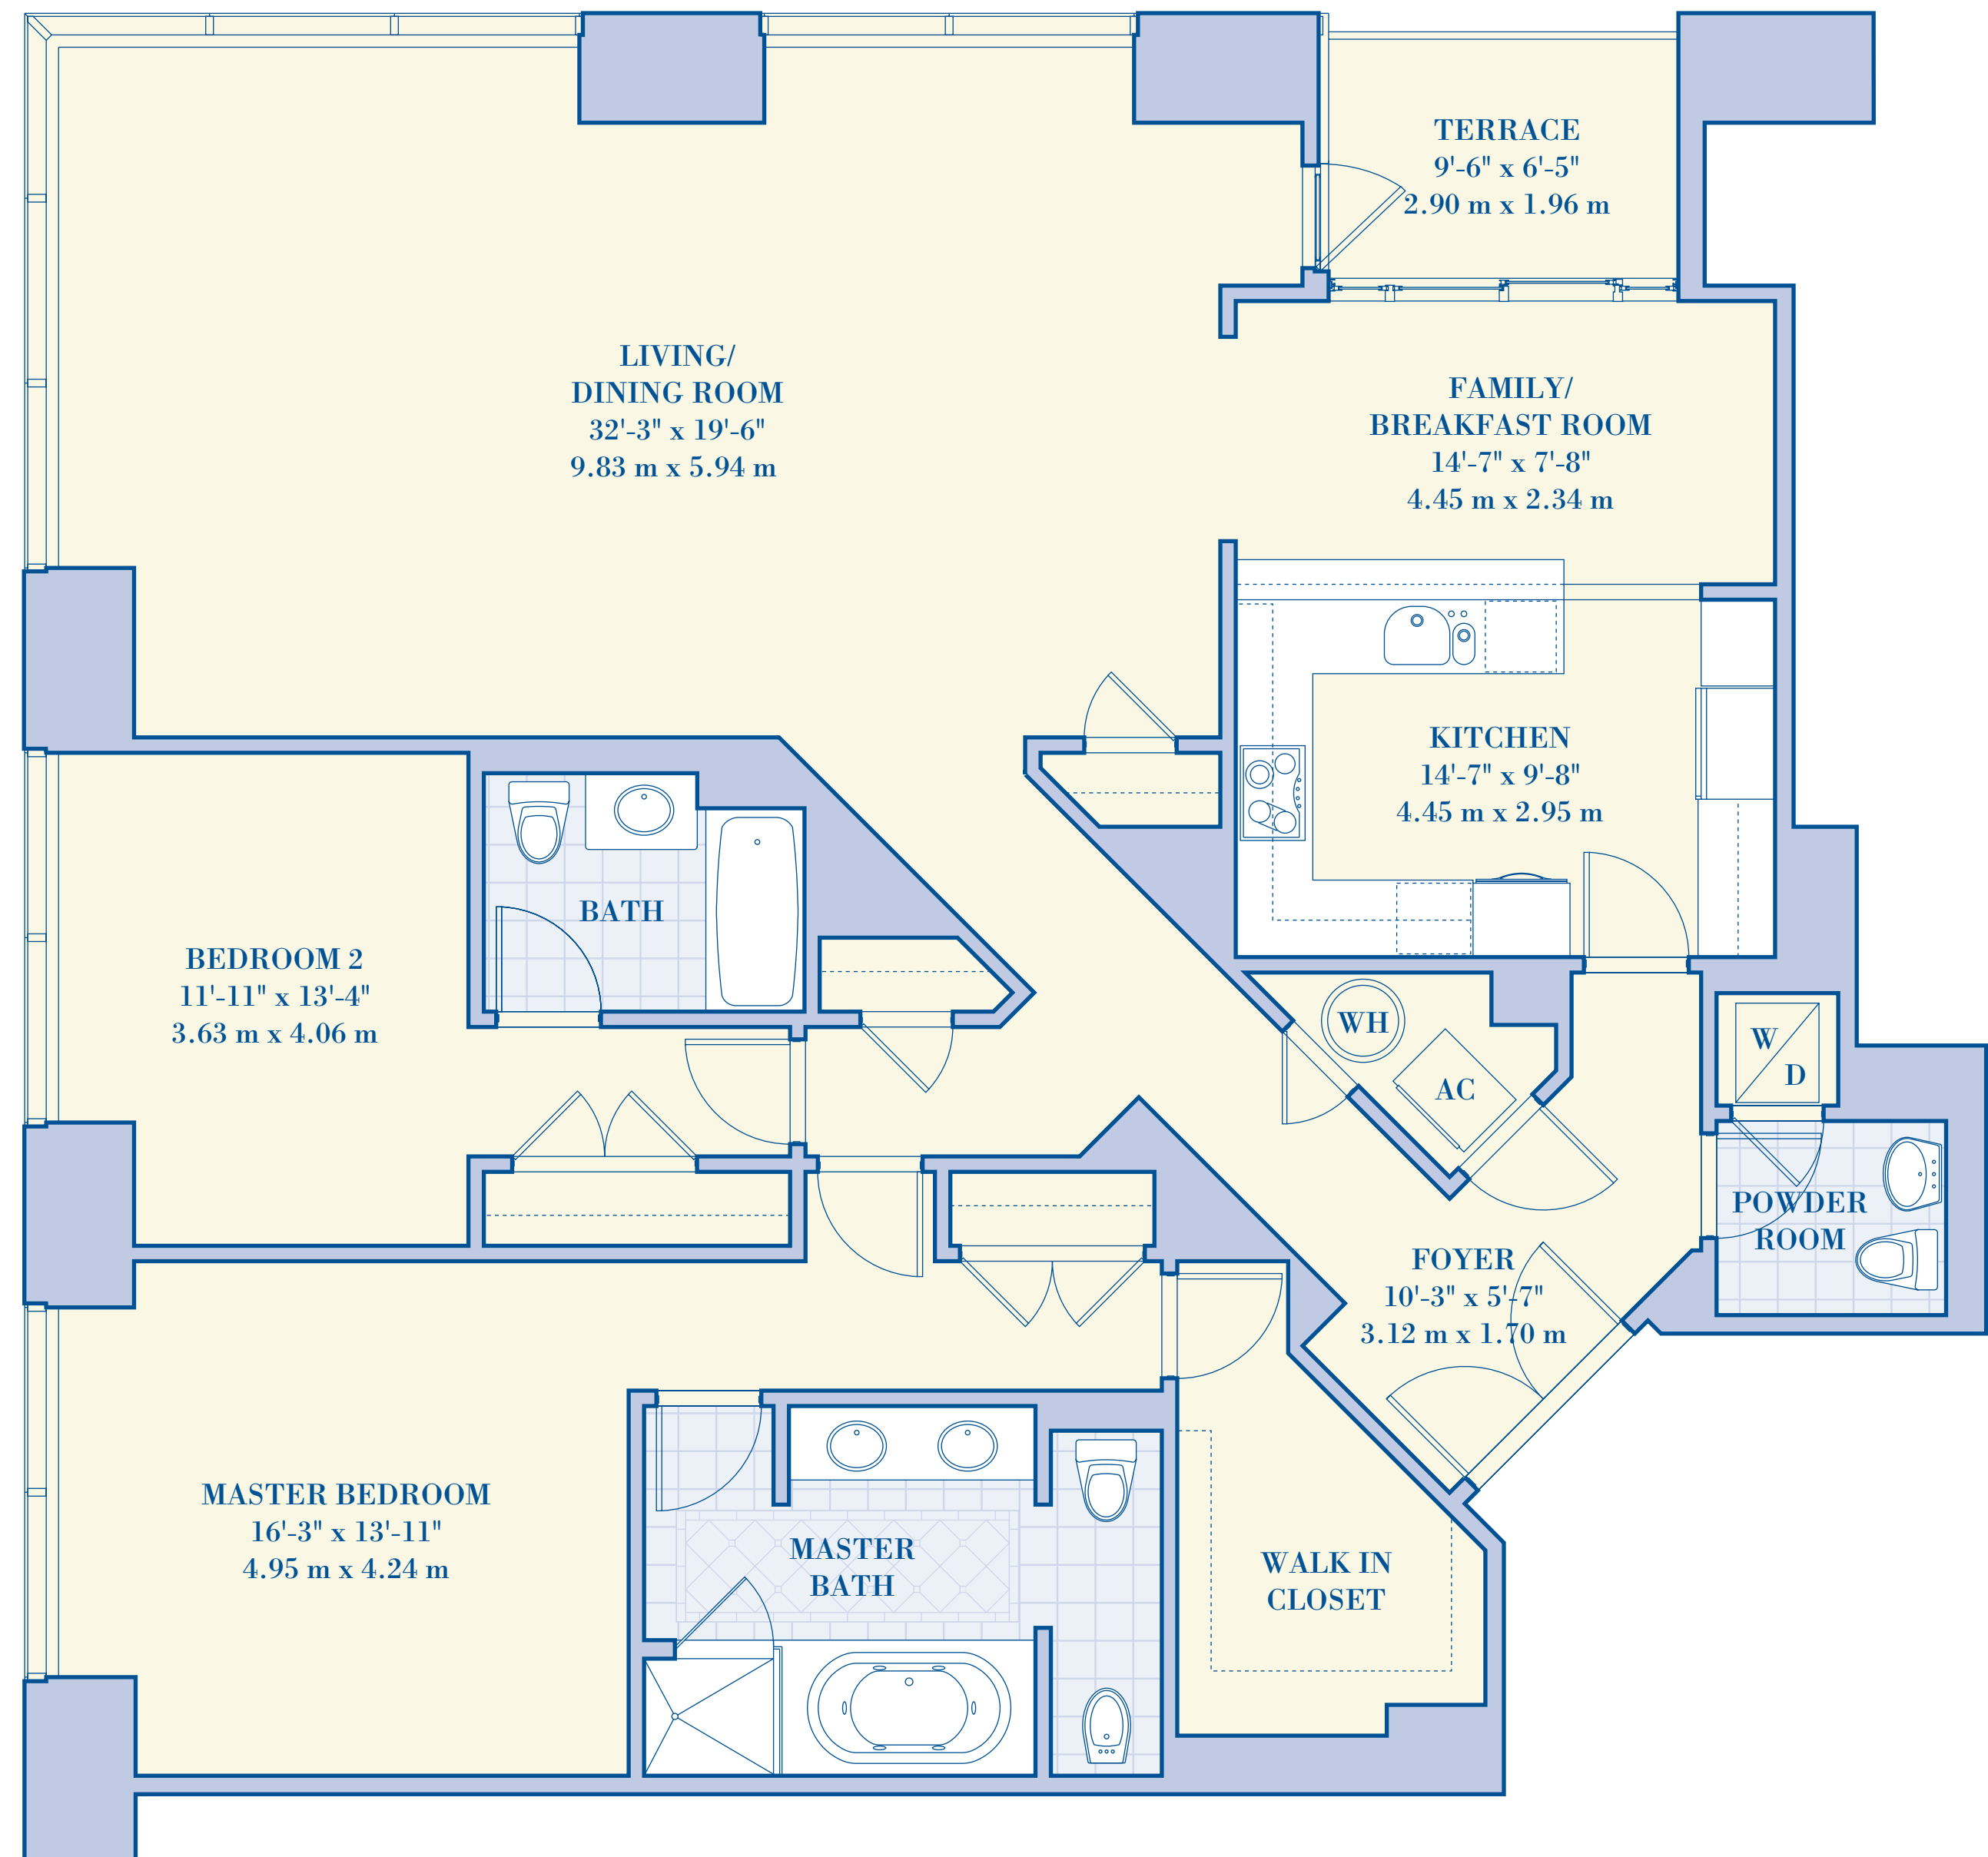 TERRACE
9'-6" x 6'-5"
2.90 m x 1.96 m
LIVING/
DINING ROOM
32'-3" x 19'-6"
9.83 m x 5.94 m
FAMILY/
BREAKFAST ROOM
14'-7" x 7'-8"
4.45 m x 2.34 m
KITCHEN
14'-7" x 9'-8"
4.45 m x 2.95 m
BATH
BEDROOM 2
11'-11" x 13'-4"
3.63 m x 4.06 m
WH
AC
W
D
POWDER
ROOM
FOYER
10'-3" x 5'-7"
3.12 m x 1.70 m
MASTER BEDROOM
16'-3" x 13'-11"
4.95 m x 4.24 m
MASTER
BATH
WALK IN
CLOSET